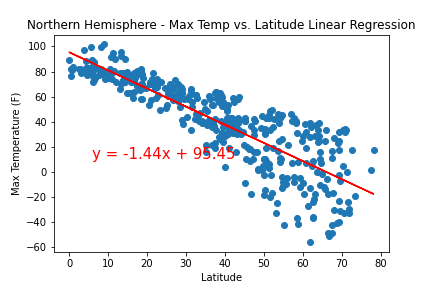 Northern Hemisphere - Max Temp vs. Latitude Linear Regression
100
80
60
40
20
0
−20
−40
−60
Max Temperature (F)
y = -1.44x + 95.45
0 10 20 30 40 50 60 70 80
Latitude